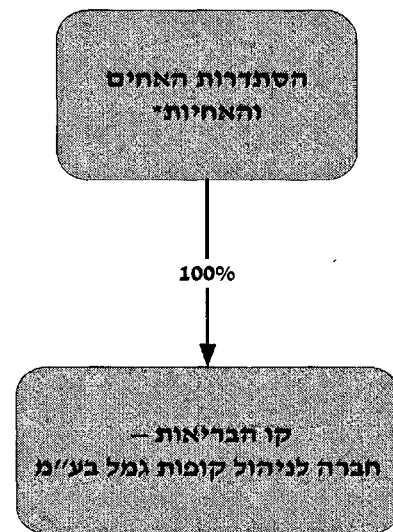 הסתדרות האחים
והאחיות-
100%
קו הבריאות –
חברה לניהול קופות גמל בע"מ